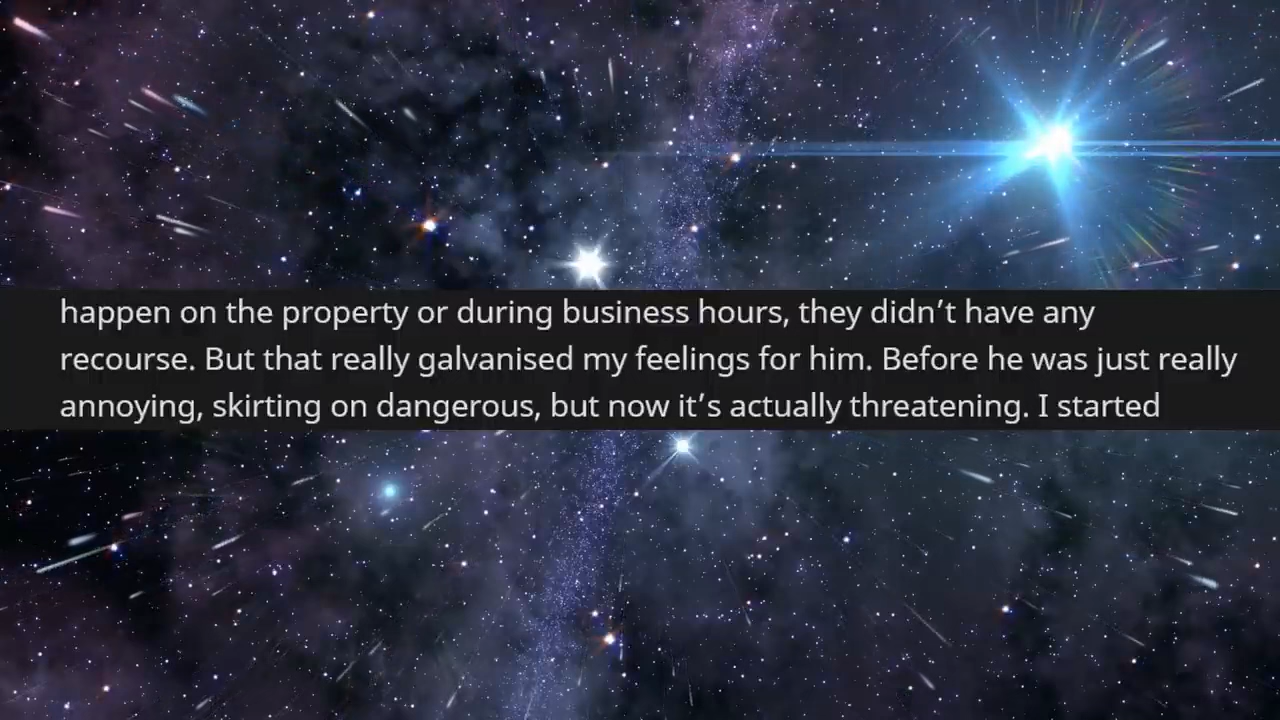 happen on the property or during business hours, they didn’t have any
recourse. But that really galvanised my feelings for him. Before he was just really
annoying, skirting on dangerous, but now it’s actually threatening. I started